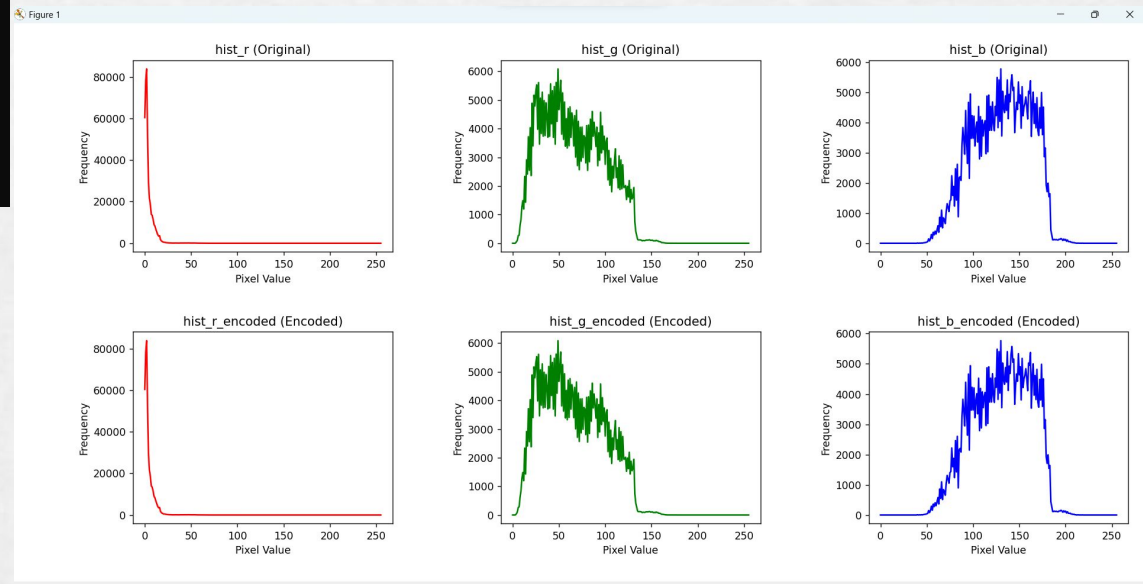 Figure 1
hist_r (Original)
Frequency
80000
60000
40000
20000
0
0 50 100 150 200 250
Pixel Value
hist_g (Original)
Frequency
6000
5000
4000
3000
2000
1000
0
0 50 100 150 200 250
Pixel Value
hist_b (Original)
Frequency
6000
5000
4000
3000
2000
1000
0
0 50 100 150 200 250
Pixel Value
hist_r_encoded (Encoded)
Frequency
80000
60000
40000
20000
0
0 50 100 150 200 250
Pixel Value
hist_g_encoded (Encoded)
Frequency
6000
5000
4000
3000
2000
1000
0
0 50 100 150 200 250
Pixel Value
hist_b_encoded (Encoded)
Frequency
6000
5000
4000
3000
2000
1000
0
0 50 100 150 200 250
Pixel Value